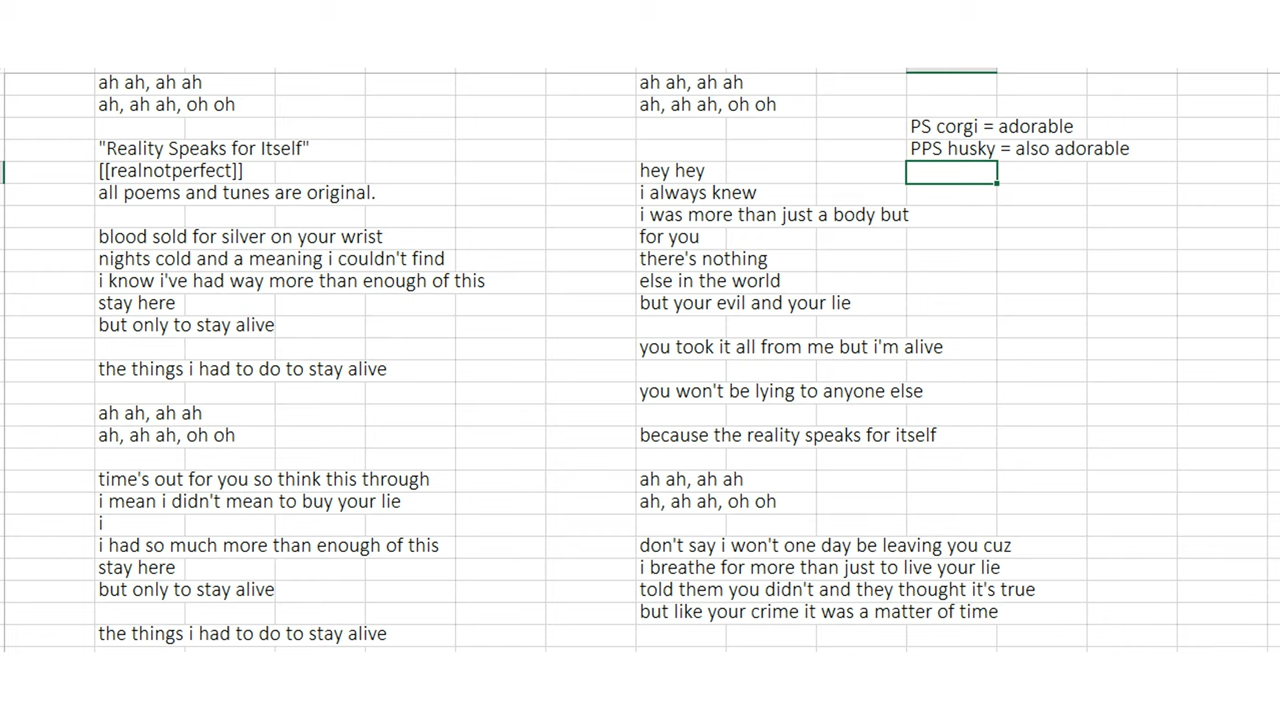 ah ah, ah ah
ah, ah ah, oh oh
"Reality Speaks for Itself"
[[realnotperfect]]
all poems and tunes are original.
blood sold for silver on your wrist
nights cold and a meaning i couldn't find
i know i've had way more than enough of this
stay here
but only to stay alive
the things i had to do to stay alive
ah ah, ah ah
ah, ah ah, oh oh
time's out for you so think this through
i mean i didn't mean to buy your lie
i
i had so much more than enough of this
stay here
but only to stay alive
the things i had to do to stay alive
ah ah, ah ah
ah, ah ah, oh oh
hey hey
i always knew
i was more than just a body but
for you
there's nothing
else in the world
but your evil and your lie
you took it all from me but i'm alive
you won't be lying to anyone else
because the reality speaks for itself
ah ah, ah ah
ah, ah ah, oh oh
don't say i won't one day be leaving you cuz
i breathe for more than just to live your lie
told them you didn't and they thought it's true
but like your crime it was a matter of time
PS corgi = adorable
PPS husky = also adorable